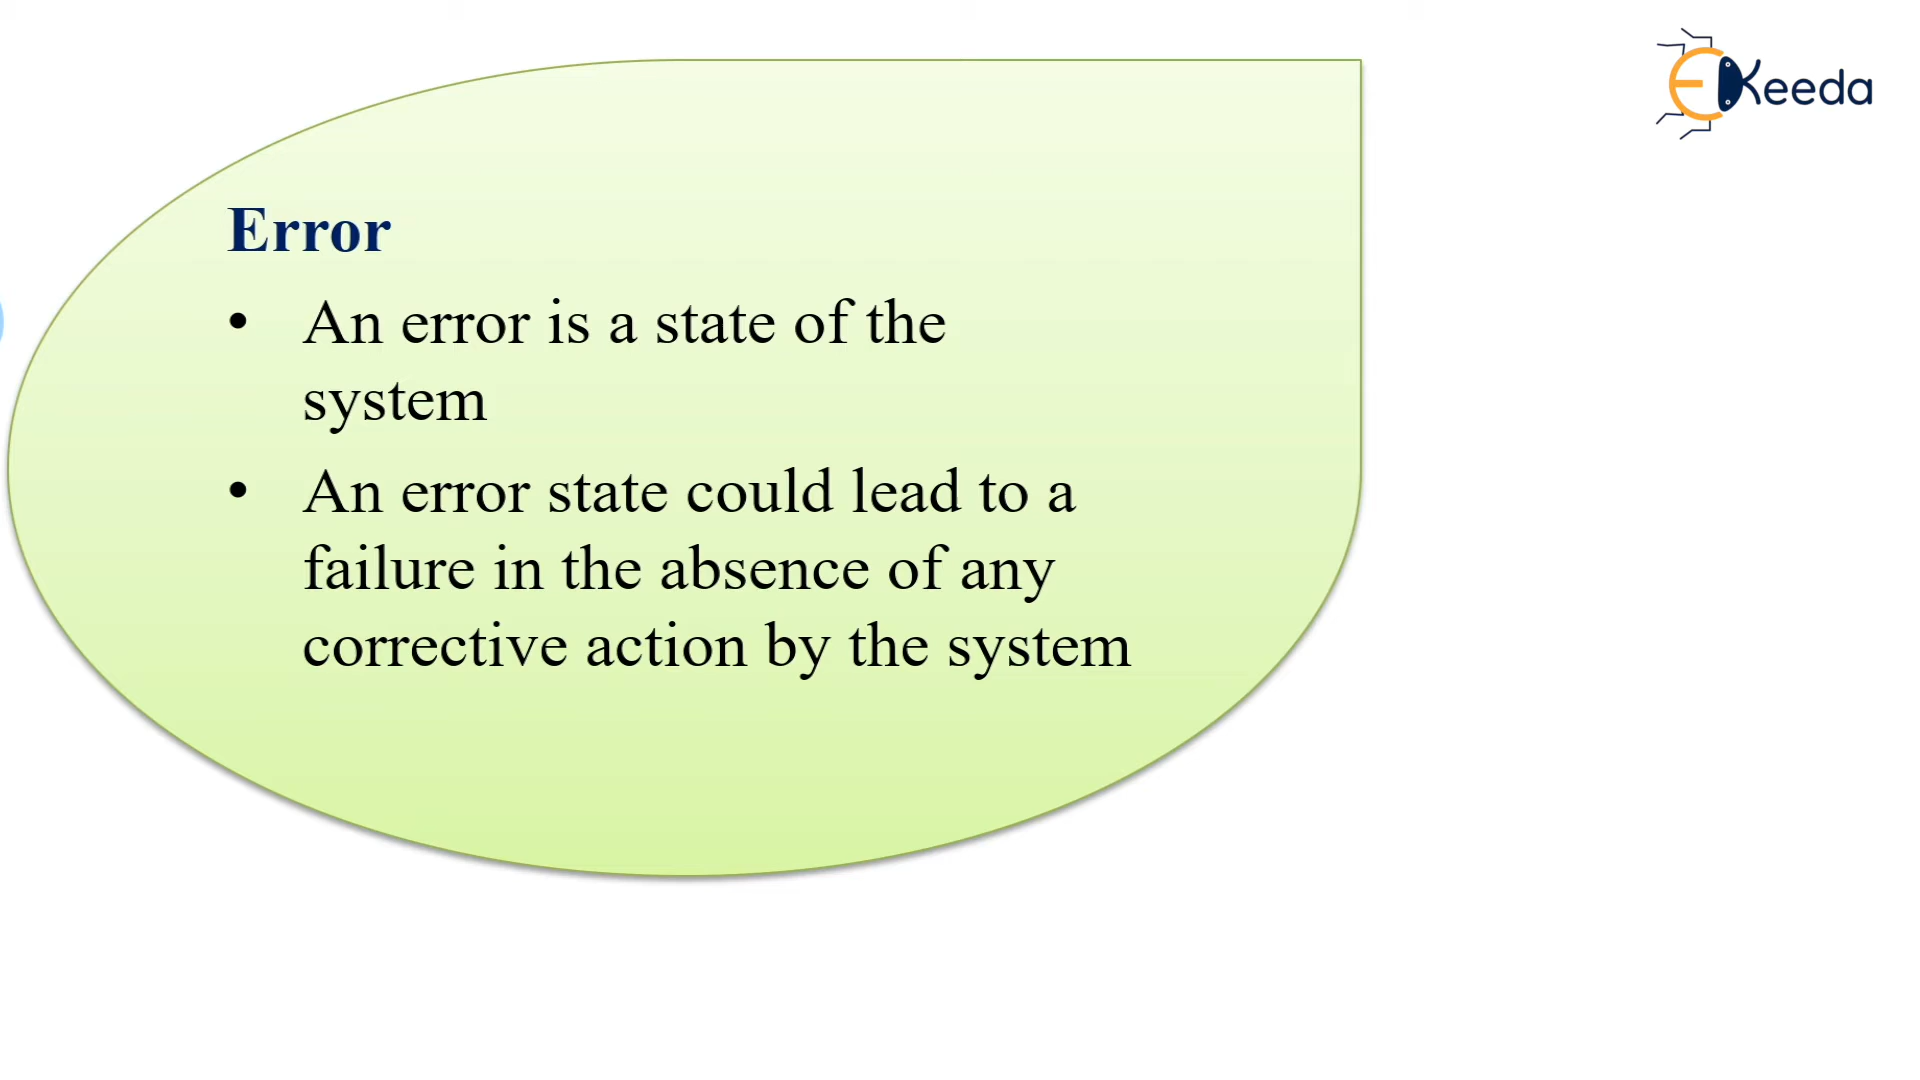 EKeeda
Error
• An error is a state of the
system
• An error state could lead to a
failure in the absence of any
corrective action by the system